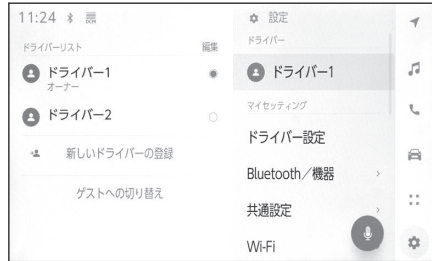 11:24
ドライバーリスト 編集
ドライバー1
オーナー
ドライバー2
新しいドライバーの登録
ゲストへの切り替え
設定
ドライバー
ドライバー1
マイセッティング
ドライバー設定
Bluetooth／機器
共通設定
Wi-Fi